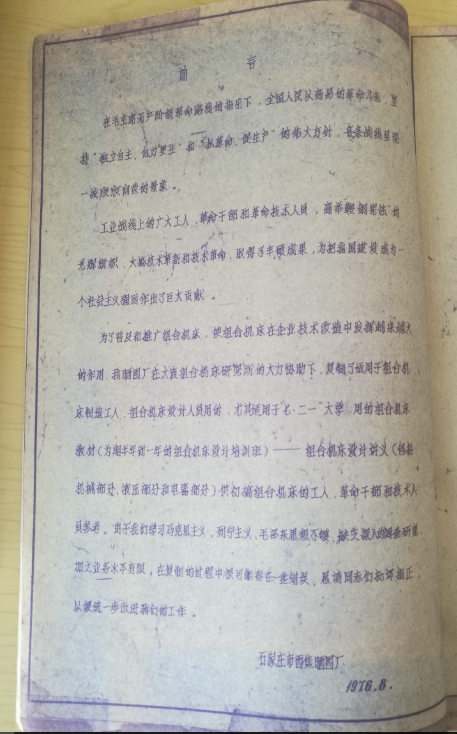 前 言
在毛主席无产阶级革命路线的指引下，全国人民以高昂的革命斗志，坚
持“独立自主、自力更生”和“抓革命、促生产”的伟大方针，各条战线呈现
一派欣欣向荣的景象。
工业战线上的广大工人、革命干部和革命技术人员，高举“鞍钢宪法”的
光辉旗帜，大搞技术革新和技术革命，取得了丰硕成果，为把我国建设成为一
个社会主义强国作出了巨大贡献。
为了普及和推广组合机床，使组合机床在企业技术改造中发挥越来越大
的作用，我晒图厂在大连组合机床研究所的大力协助下，复制了适用于组合机
床制造工人、组合机床设计人员用的，尤其适用于“七·二一”大学 用的组合机床
教材（为期半年到一年的组合机床设计培训班）——组合机床设计讲义（包括
机械部分、液压部分和电器部分）供初搞组合机床的工人，革命干部和技术人
员参考。由于我们学习马克思主义、列宁主义、毛泽东思想不够，缺乏深入的调查研究，
加之业务水平有限，在复制的过程中很可能存在一些错误，恳请同志们批评指正
以便进一步改进我们的工作。
石家庄市西焦晒图厂
1976.8.